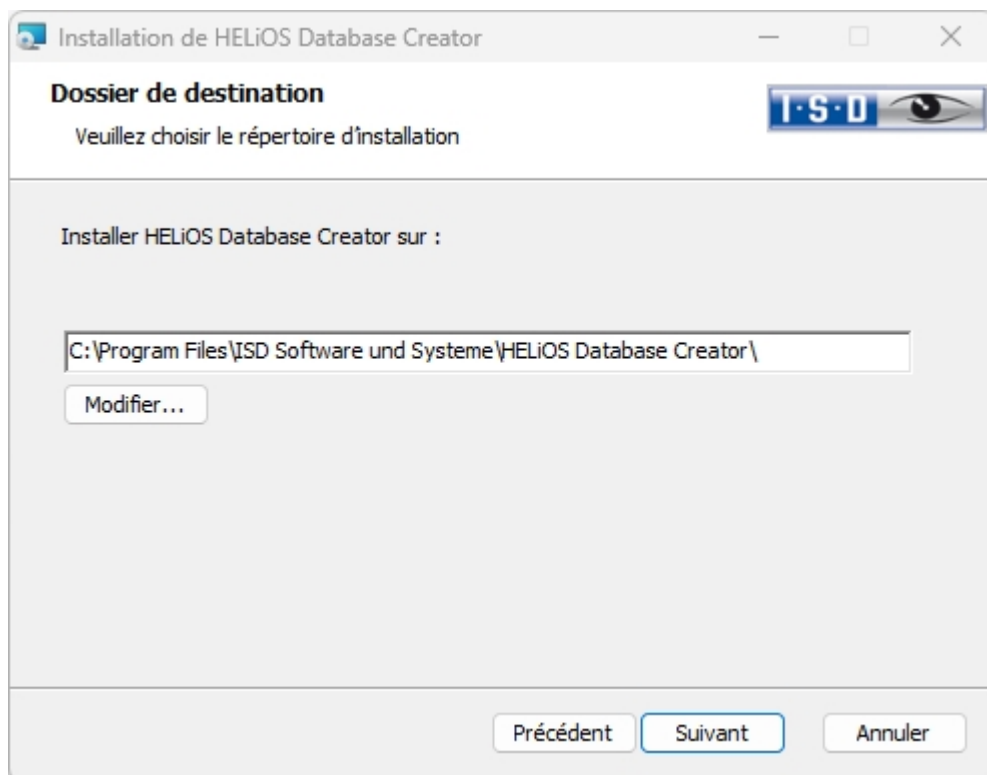 Installation de HELiOS Database Creator
Dossier de destination
Veuillez choisir le répertoire d'installation
I·S·D
Installer HELiOS Database Creator sur :
C:\Program Files\ISD Software und Systeme\HELiOS Database Creator\
Modifier...
Précédent Suivant Annuler